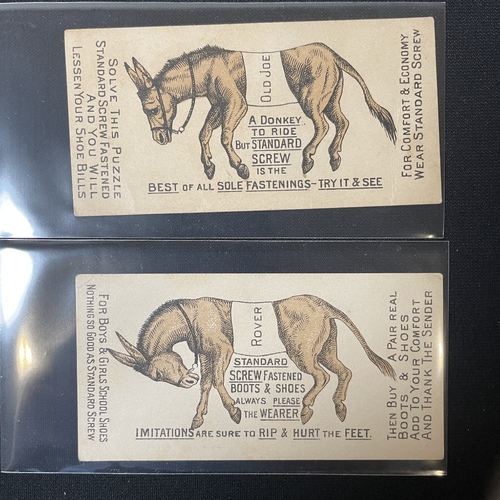 SOLVE THIS PUZZLE
STANDARD SCREW FASTENED
AND YOU WILL
LESSEN YOUR SHOE BILLS
OLD JOE
A DONKEY
TO RIDE
BUT STANDARD
SCREW
IS THE
BEST OF ALL SOLE FASTENINGS - TRY IT & SEE
FOR COMFORT & ECONOMY
WEAR STANDARD SCREW
FOR BOYS & GIRLS SCHOOL SHOES
NOTHING SO GOOD AS STANDARD SCREW
ROVER
STANDARD
SCREW FASTENED
BOOTS & SHOES
ALWAYS PLEASE
THE WEARER
IMITATIONS ARE SURE TO RIP & HURT THE FEET.
THEN BUY A PAIR REAL
BOOTS & SHOES
ADD TO YOUR COMFORT
AND THANK THE SENDER